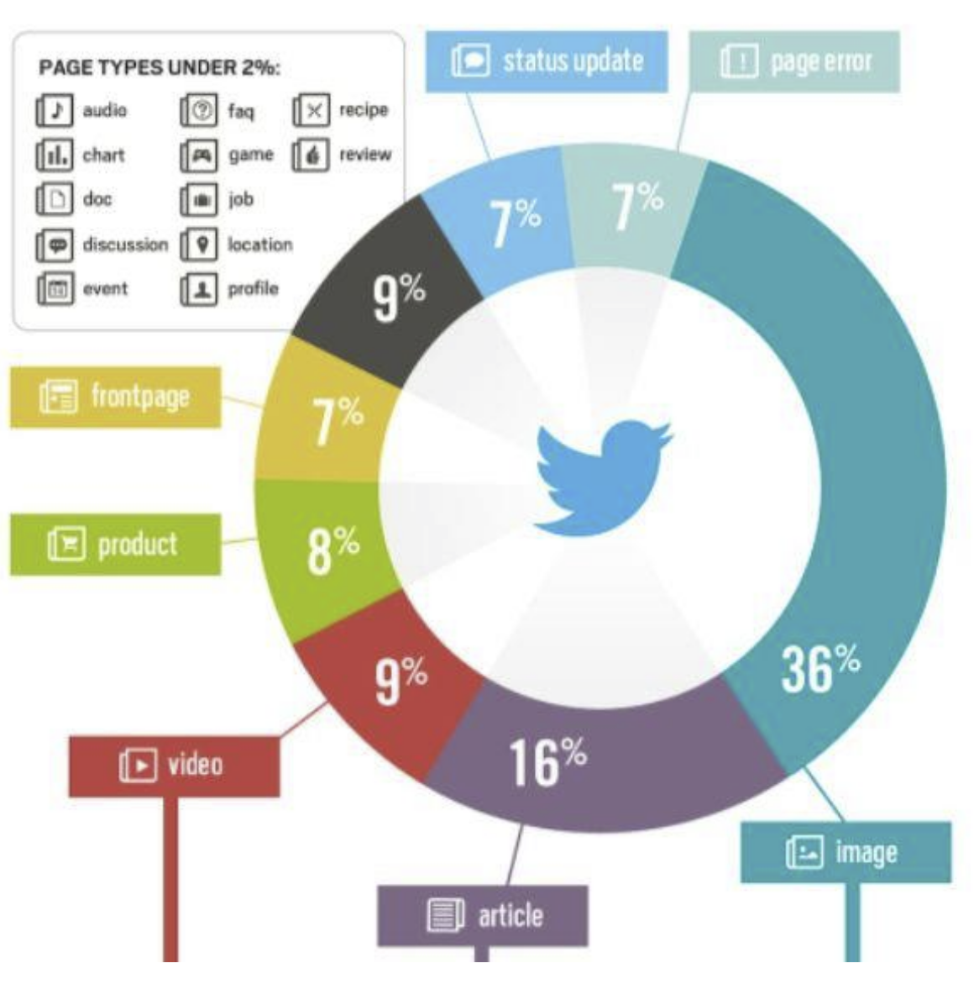 PAGE TYPES UNDER 2%:
audio
chart
doc
discussion
event
faq
game
job
location
profile
recipe
review
status update
page error
7%
7%
9%
7%
8%
9%
16%
36%
frontpage
product
video
article
image